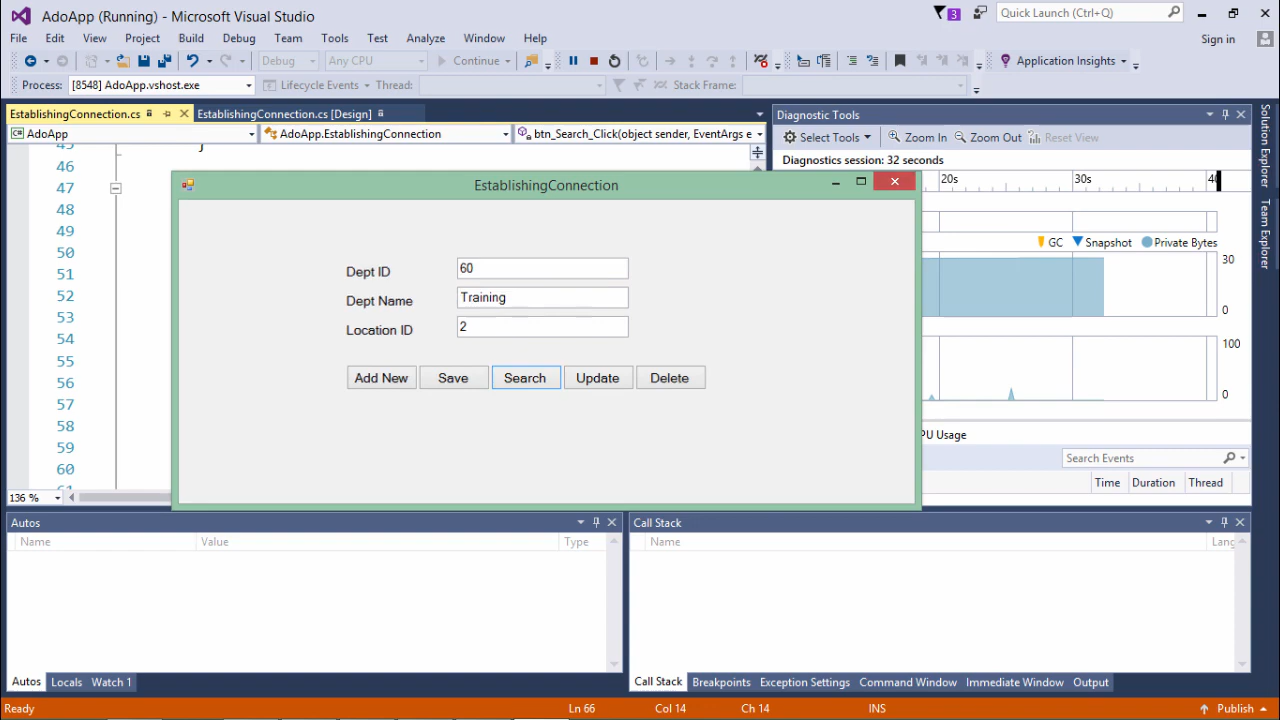 AdoApp (Running) - Microsoft Visual Studio
3
Quick Launch (Ctrl+Q)
File Edit View Project Build Debug Team Tools Test Analyze Window Help
Sign in
Debug Any CPU Continue Application Insights
Process: [8548] AdoApp.vshost.exe Lifecycle Events Thread: Stack Frame:
EstablishingConnection.cs EstablishingConnection.cs [Design]
Diagnostic Tools
AdoApp AdoApp.EstablishingConnection btn_Search_Click(object sender, EventArgs e
Select Tools Zoom In Zoom Out Reset View
Diagnostics session: 32 seconds
20s 30s
45
46
47
48
49
50
51
52
53
54
55
56
57
58
59
60
61
EstablishingConnection
Dept ID 60
Dept Name Training
Location ID 2
Add New Save Search Update Delete
GC Snapshot Private Bytes
30
0
100
0
PU Usage
Search Events
Time Duration Thread
136 %
Autos
Name Value Type
Call Stack
Name Lang
Autos Locals Watch 1
Call Stack Breakpoints Exception Settings Command Window Immediate Window Output
Ready Ln 66 Col 14 Ch 14 INS Publish
Solution Explorer
Team Explorer